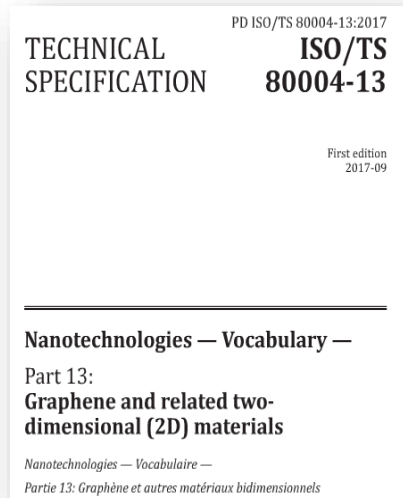 PD ISO/TS 80004-13:2017
TECHNICAL
SPECIFICATION
ISO/TS
80004-13
First edition
2017-09
Nanotechnologies — Vocabulary —
Part 13:
Graphene and related two-
dimensional (2D) materials
Nanotechnologies — Vocabulaire —
Partie 13: Graphène et autres matériaux bidimensionnels